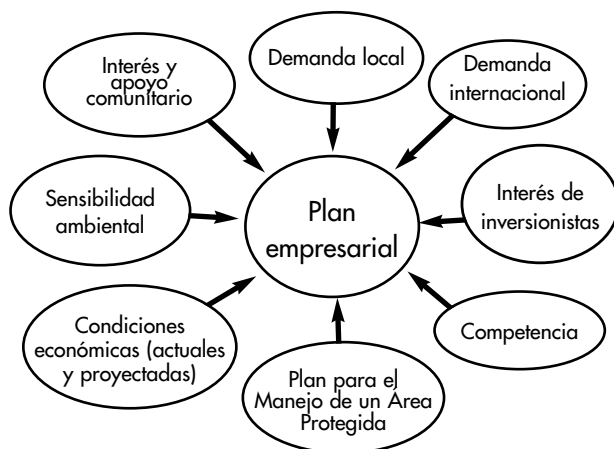 Interés y
apoyo
comunitario
Demanda local
Demanda
internacional
Sensibilidad
ambiental
Plan
empresarial
Interés de
inversionistas
Condiciones
económicas (actuales
y proyectadas)
Plan para el
Manejo de un Área
Protegida
Competencia